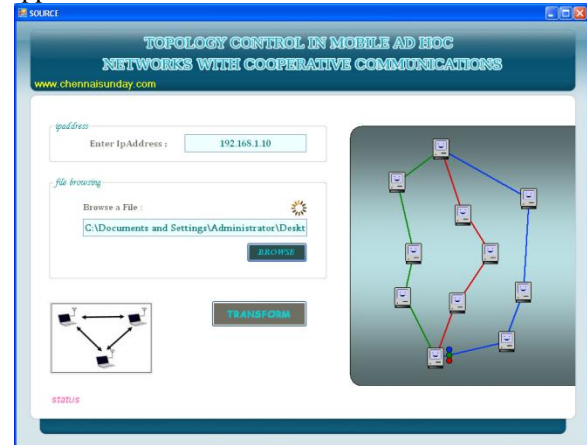 SOURCE
TOPOLOGY CONTROL IN MOBILE AD HOC
NETWORKS WITH COOPERATIVE COMMUNICATIONS
www.chennaisunday.com
ipaddress
Enter IpAddress :
192.168.1.10
file browsing
Browse a File :
C:\Documents and Settings\Administrator\Deskt
BROWSE
TRANSFORM
status